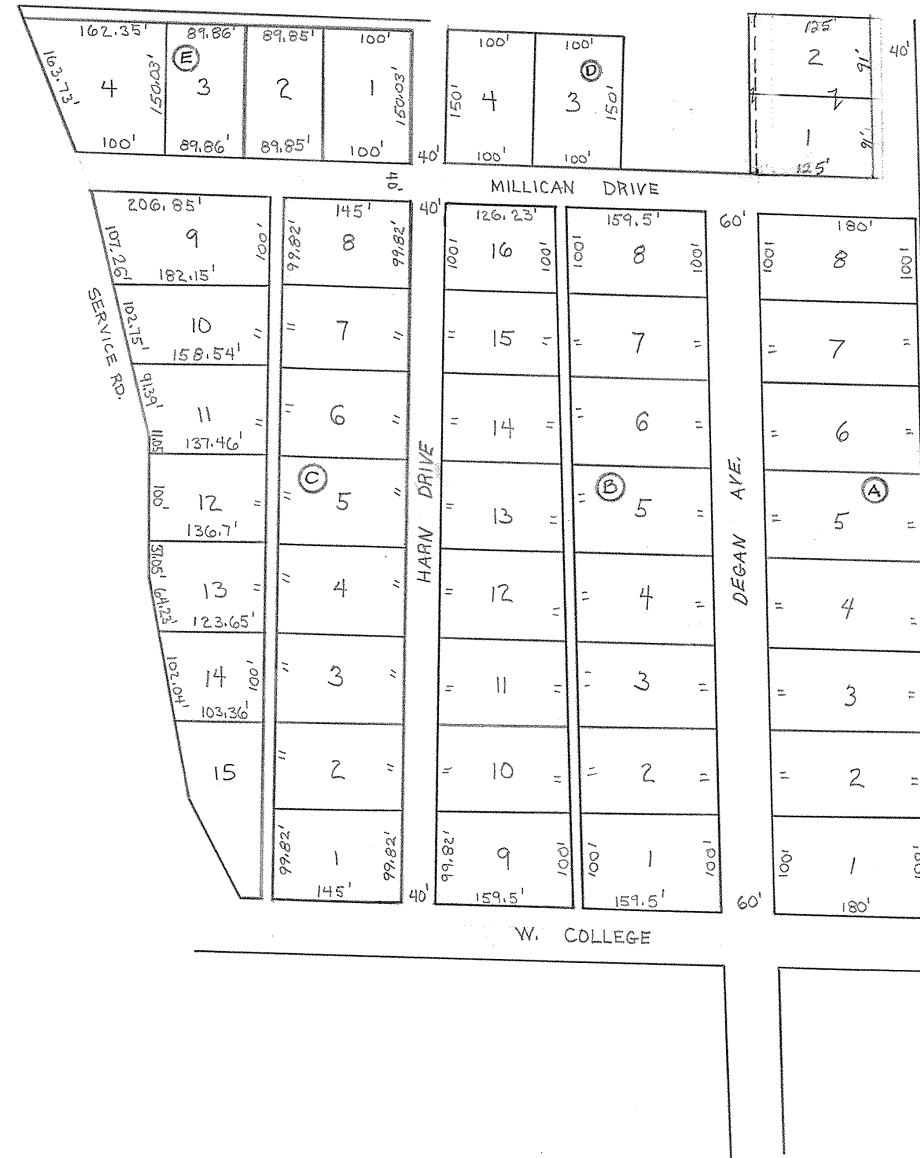 162.35' 89.86' 89.85' 100'
163.73' 4 150.03' E 3 2 1 150.03'
100' 89.86' 89.85' 100' 40'
100' 100'
150' 4 D 3 150'
100' 100'
125'
2 91' 40'
1 91'
125'
40'
MILLICAN DRIVE
206.85'
107.26' 9 100'
182.15'
102.75' 10 =
158.54'
SERVICE RD.
91.39' 11 =
11.05 137.46'
100' 12 =
136.7'
51.05' 13 =
64.23' 123.65'
102.04' 14 100'
103.36'
15
145' 40'
99.82' 8 99.82'
= 7 "
= 6 "
C
= 5 "
" 4 "
" 3 "
" 2 "
99.82' 1 99.82'
145' 40'
HARN DRIVE
126.23'
100' 16 100'
= 15 =
= 14 =
= 13 =
= 12 =
= 11 =
= 10 =
99.82' 9 100'
159.5'
159.5' 60'
100' 8 100'
= 7 =
= 6 =
B
= 5 =
= 4 =
= 3 =
= 2 =
100' 1 100'
159.5' 60'
DEGAN AVE.
180'
100' 8 100'
= 7 =
= 6 =
A
= 5 =
= 4 =
= 3 =
= 2 =
100' 1 100'
180'
W. COLLEGE